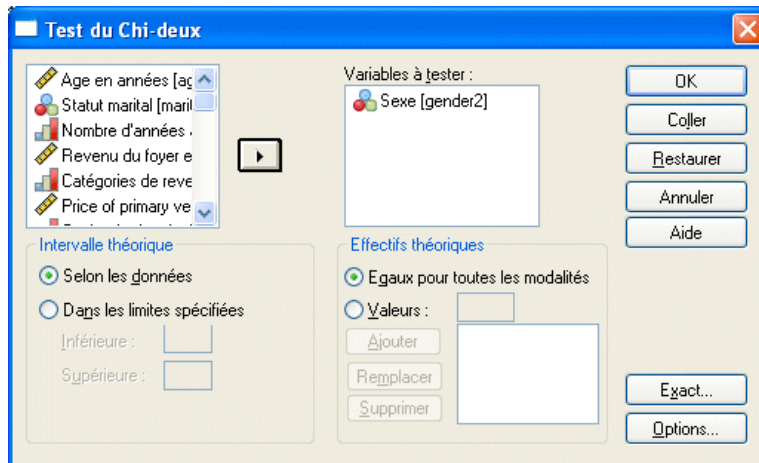 Test du Chi-deux
Age en années [ag
Statut marital [marit
Nombre d'années
Revenu du foyer e
Catégories de reve
Price of primary ve
Variables à tester :
Sexe [gender2]
OK
Coller
Restaurer
Annuler
Aide
Intervalle théorique
Selon les données
Dans les limites spécifiées
Inférieure :
Supérieure :
Effectifs théoriques
Egaux pour toutes les modalités
Valeurs :
Ajouter
Remplacer
Supprimer
Exact...
Options...